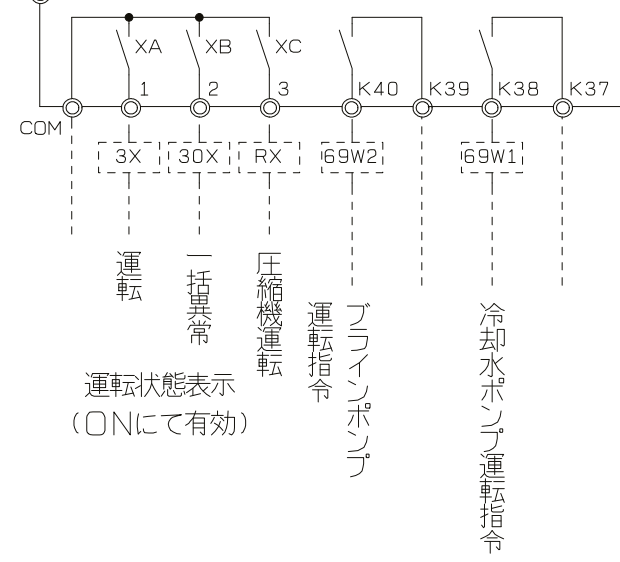 XA
XB
XC
1
2
3
K40
K39
K38
K37
COM
3X
30X
RX
69W2
69W1
運転
一括異常
圧縮機運転
ブラインポンプ
運転指令
冷却水ポンプ運転指令
運転状態表示
(ONにて有効)